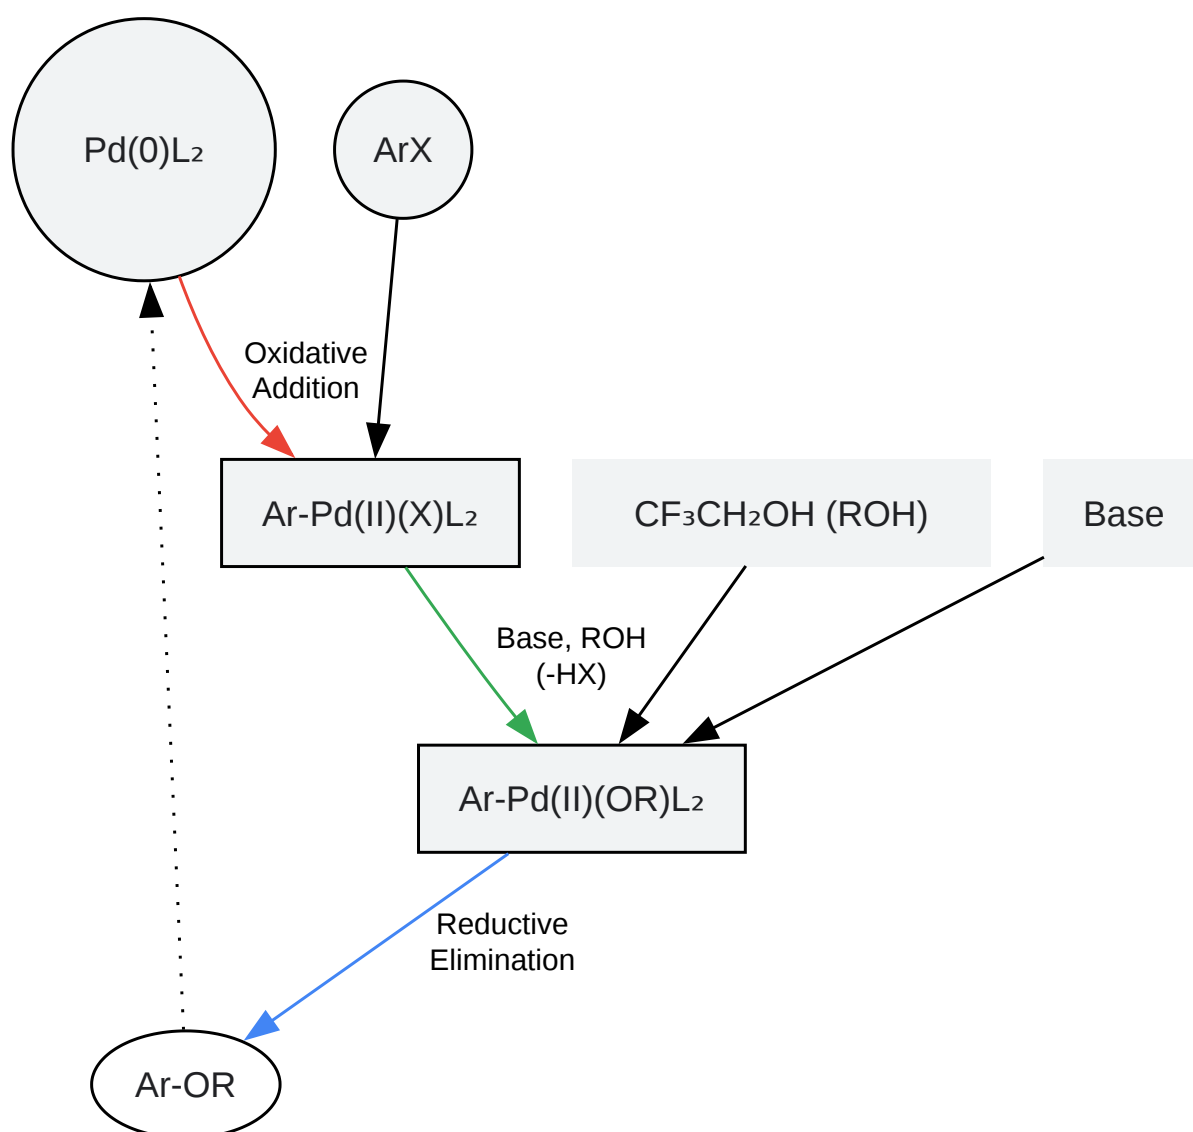 Pd(0)L₂
ArX
Oxidative
Addition
Ar-Pd(II)(X)L₂
CF₃CH₂OH (ROH)
Base
Base, ROH
(-HX)
Ar-Pd(II)(OR)L₂
Reductive
Elimination
Ar-OR